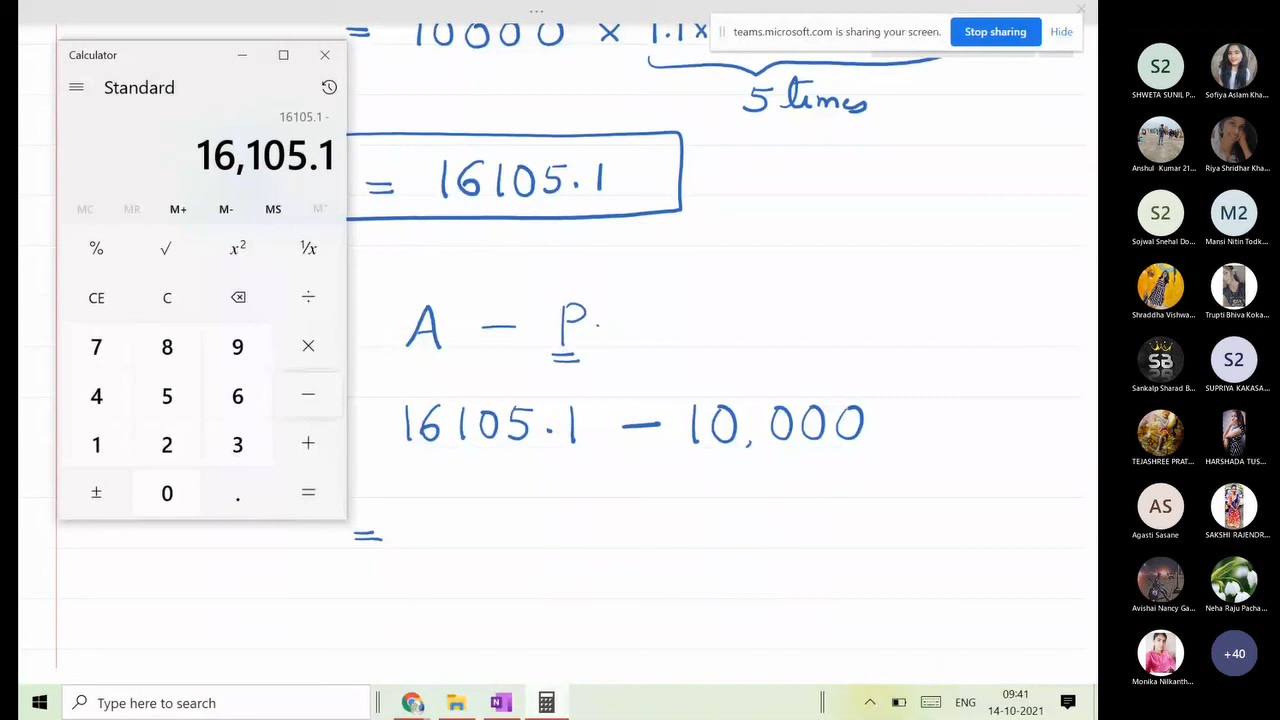 = 10000 × 1.1×
teams.microsoft.com is sharing your screen. Stop sharing Hide
5 times
Calculator
Standard
16105.1 -
16,105.1
= 16105.1
MC MR M+ M- MS M˅
% √ x² ¹/x
CE C ⌫ ÷
7 8 9 ×
4 5 6 −
1 2 3 +
± 0 . =
A − P.
16105.1 − 10,000
=
S2
SHWETA SUNIL P... Sofiya Aslam Kha...
Anshul Kumar 21... Riya Shridhar Kha...
S2 M2
Sojwal Snehal Do... Mansi Nitin Todk...
Shraddha Vishwa... Trupti Bhiva Koka...
SB S2
Sankalp Sharad B... SUPRIYA KAKASA...
TEJASHREE PRAT... HARSHADA TUS...
AS
Agasti Sasane SAKSHI RAJENDR...
Avishai Nancy Ga... Neha Raju Pacha...
+40
Monika Nilkanth...
Type here to search
ENG
09:41
14-10-2021